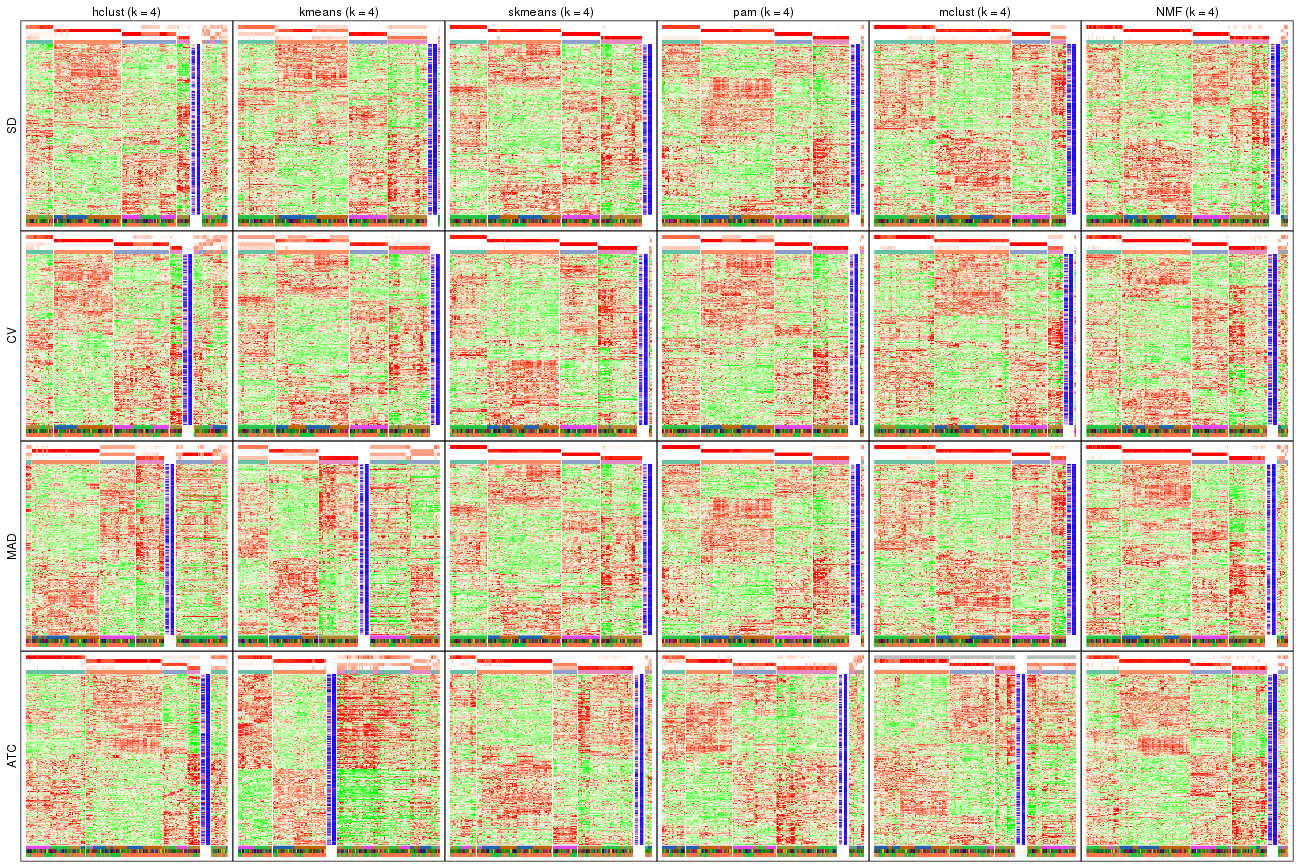 hclust (k = 4) kmeans (k = 4) skmeans (k = 4) pam (k = 4) mclust (k = 4) NMF (k = 4)
SD
CV
MAD
ATC